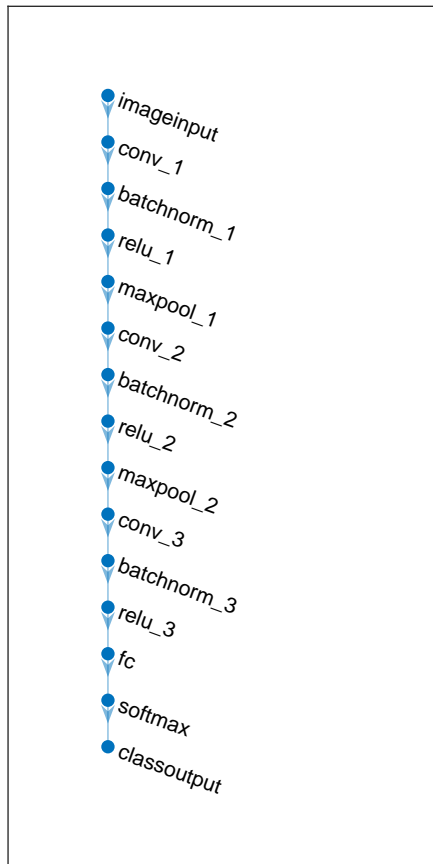 imageinput
conv_1
batchnorm_1
relu_1
maxpool_1
conv_2
batchnorm_2
relu_2
maxpool_2
conv_3
batchnorm_3
relu_3
fc
softmax
classoutput